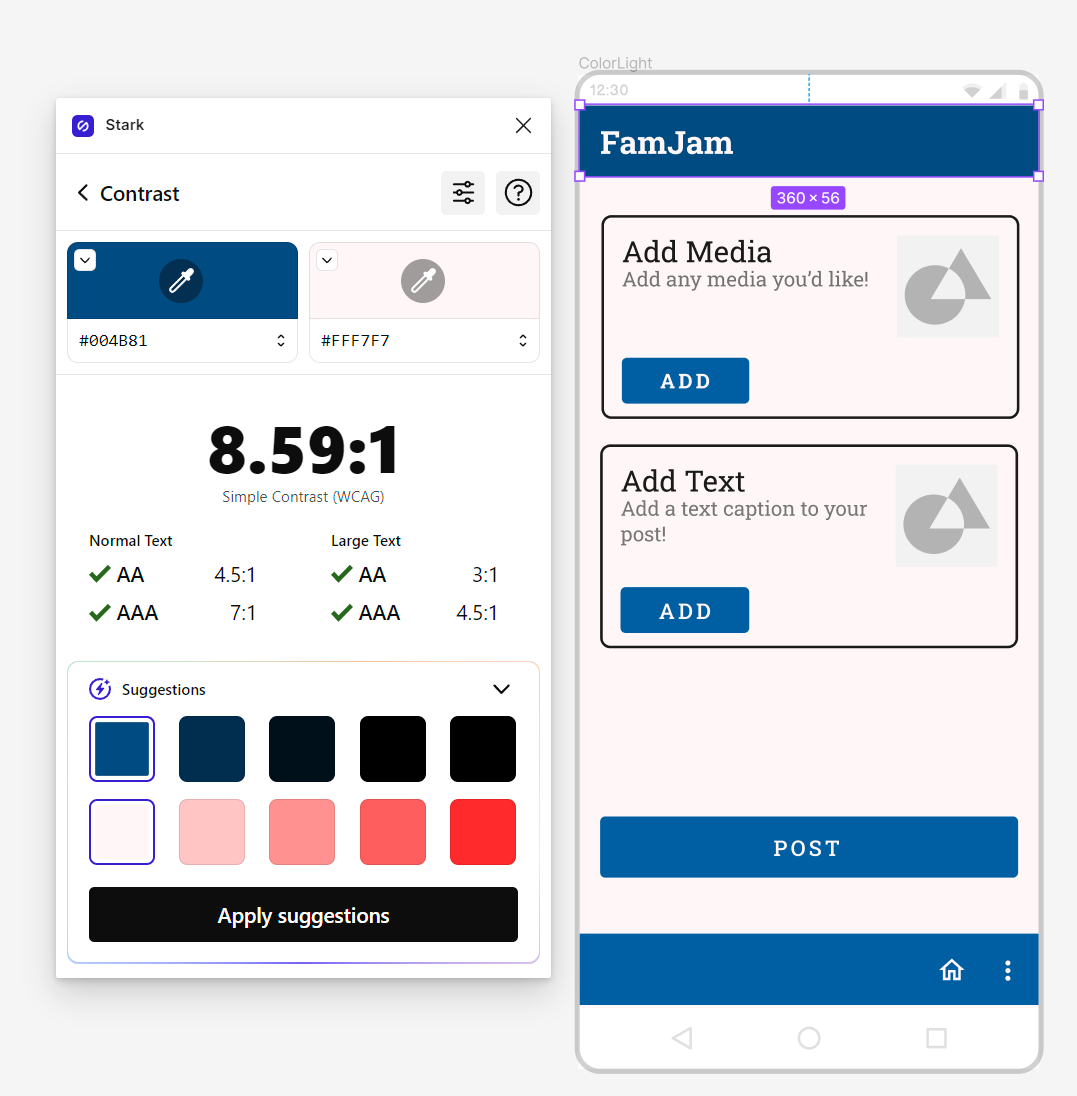 Stark
Contrast
#004B81
#FFF7F7
8.59:1
Simple Contrast (WCAG)
Normal Text
AA 4.5:1
AAA 7:1
Large Text
AA 3:1
AAA 4.5:1
Suggestions
Apply suggestions
ColorLight
12:30
FamJam
360 × 56
Add Media
Add any media you’d like!
ADD
Add Text
Add a text caption to your
post!
ADD
POST